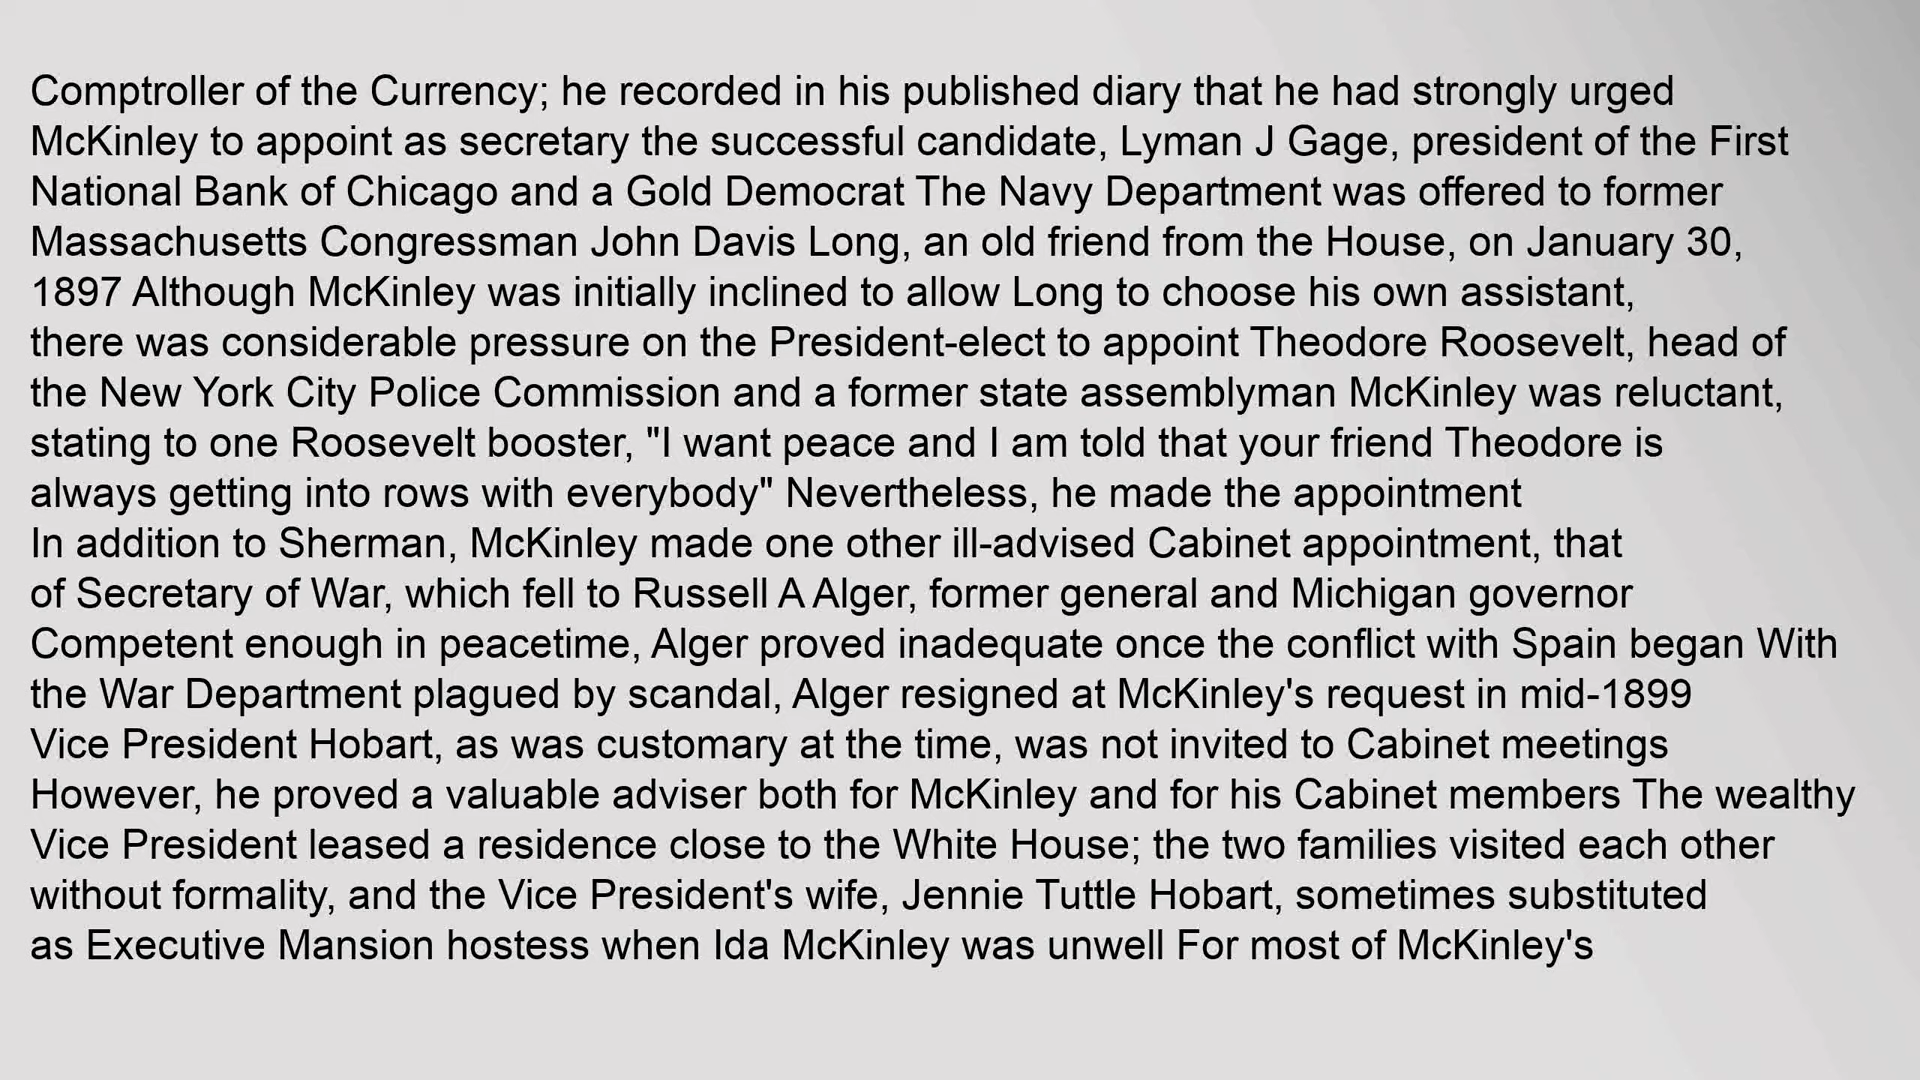 Comptroller of the Currency; he recorded in his published diary that he had strongly urged
McKinley to appoint as secretary the successful candidate, Lyman J Gage, president of the First
National Bank of Chicago and a Gold Democrat The Navy Department was offered to former
Massachusetts Congressman John Davis Long, an old friend from the House, on January 30,
1897 Although McKinley was initially inclined to allow Long to choose his own assistant,
there was considerable pressure on the President-elect to appoint Theodore Roosevelt, head of
the New York City Police Commission and a former state assemblyman McKinley was reluctant,
stating to one Roosevelt booster, "I want peace and I am told that your friend Theodore is
always getting into rows with everybody" Nevertheless, he made the appointment
In addition to Sherman, McKinley made one other ill-advised Cabinet appointment, that
of Secretary of War, which fell to Russell A Alger, former general and Michigan governor
Competent enough in peacetime, Alger proved inadequate once the conflict with Spain began With
the War Department plagued by scandal, Alger resigned at McKinley's request in mid-1899
Vice President Hobart, as was customary at the time, was not invited to Cabinet meetings
However, he proved a valuable adviser both for McKinley and for his Cabinet members The wealthy
Vice President leased a residence close to the White House; the two families visited each other
without formality, and the Vice President's wife, Jennie Tuttle Hobart, sometimes substituted
as Executive Mansion hostess when Ida McKinley was unwell For most of McKinley's